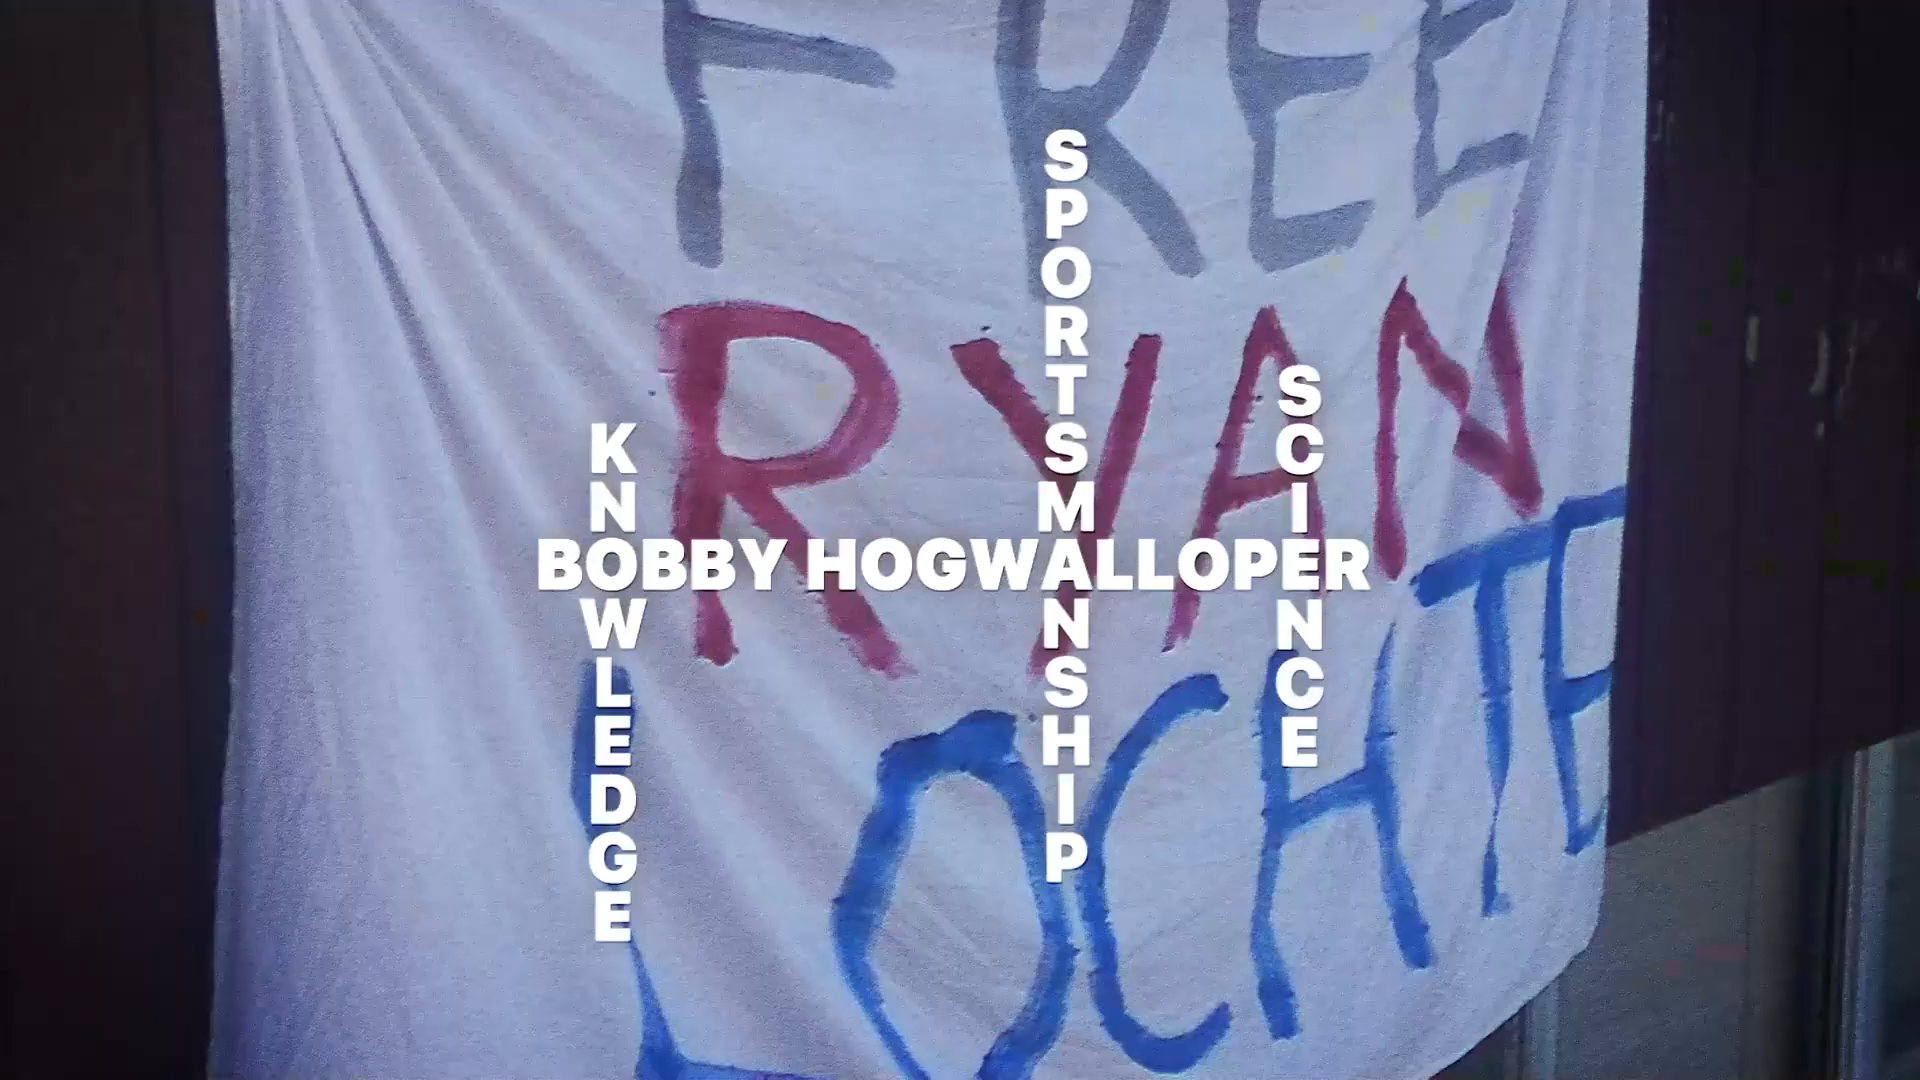 FREE
RYAN
LOCHTE
KNOWLEDGE
SPORTSMANSHIP
SCIENCE
BOBBY HOGWALLOPER